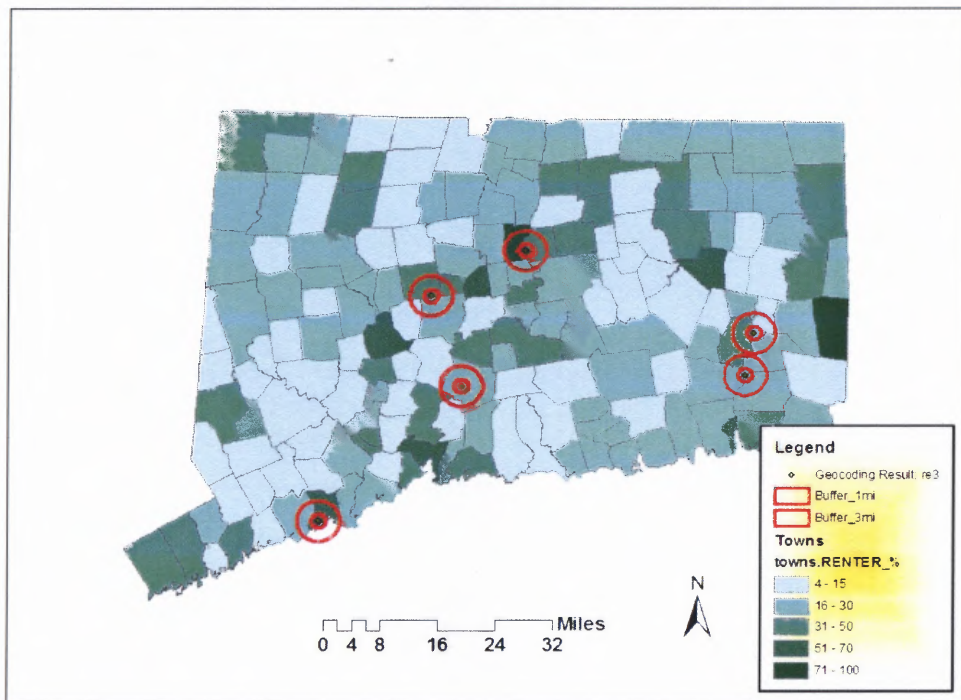 N
Miles
0 4 8 16 24 32
Legend
Geocoding Result: re3
Buffer_1mi
Buffer_3mi
Towns
towns.RENTER_%
4 - 15
16 - 30
31 - 50
51 - 70
71 - 100